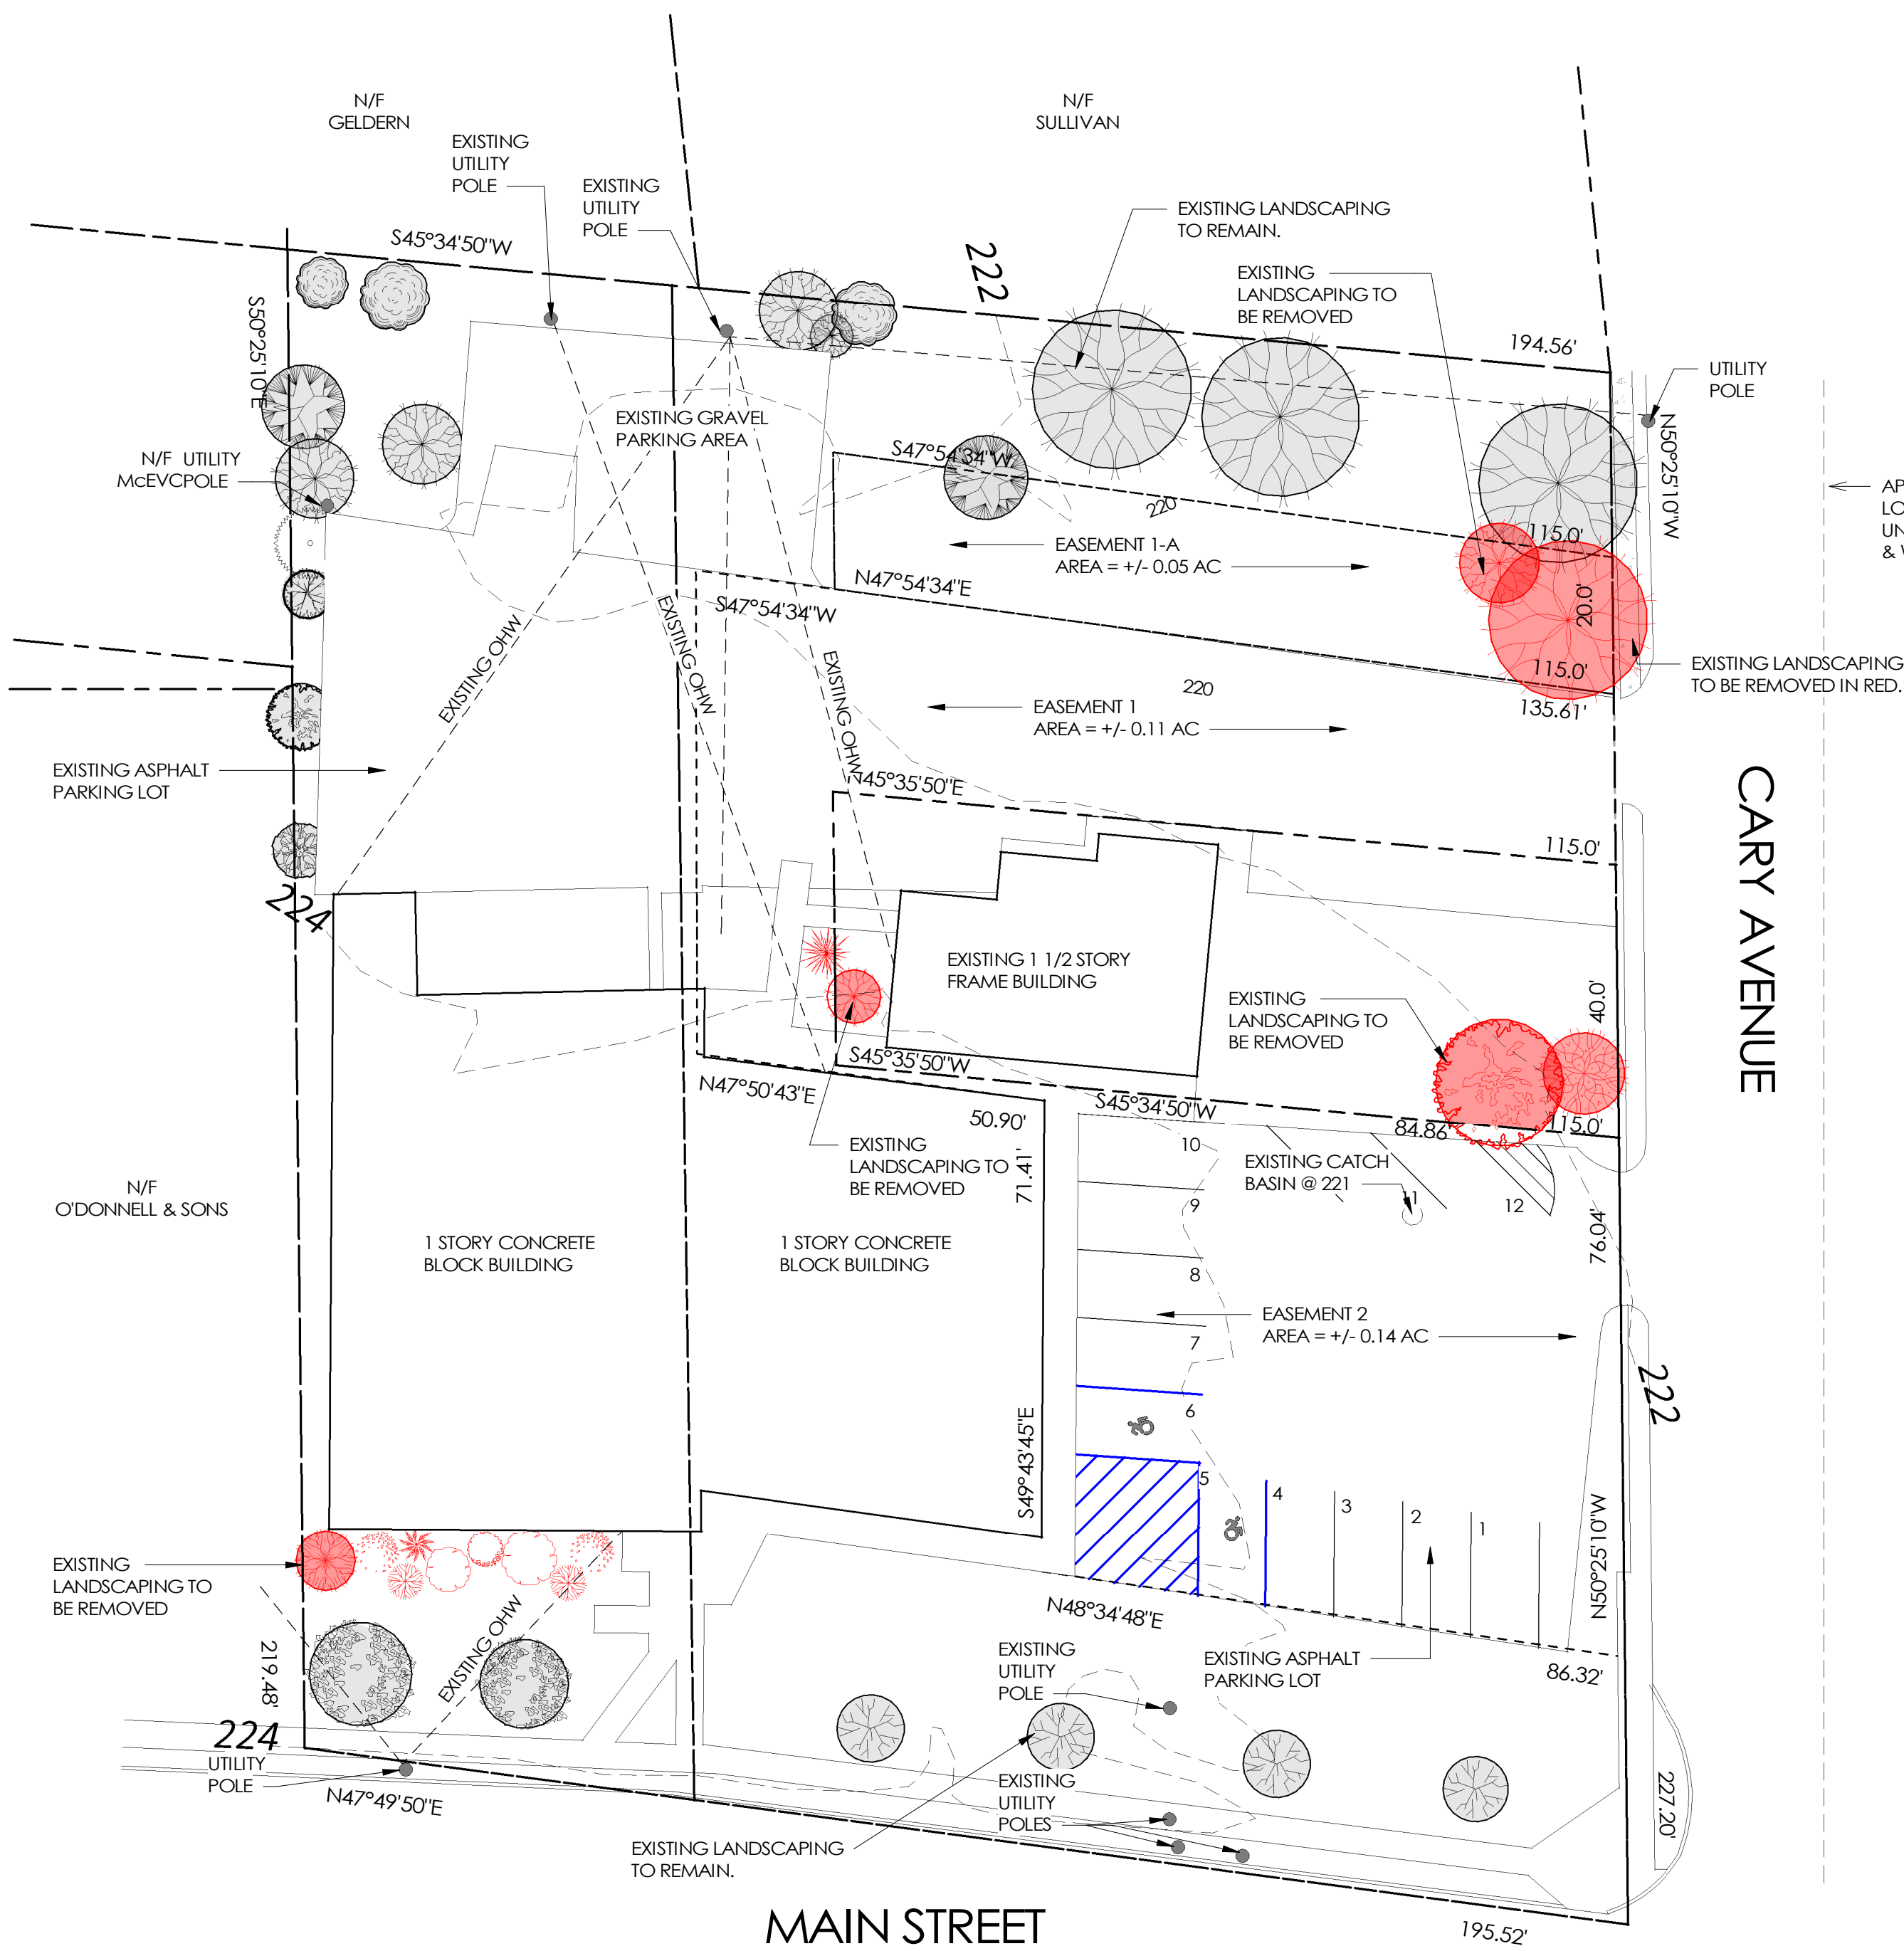 N/F
GELDERN
N/F
SULLIVAN
EXISTING
UTILITY
POLE
EXISTING
UTILITY
POLE
EXISTING LANDSCAPING
TO REMAIN.
S45°34'50"W
222
EXISTING
LANDSCAPING TO
BE REMOVED
S50°25'10"E
194.56'
UTILITY
POLE
EXISTING GRAVEL
PARKING AREA
N50°25'10"W
N/F UTILITY
McEVCPOLE
S47°54'34"W
220
AP
LO
UN
& W
115.0'
EASEMENT 1-A
AREA = +/- 0.05 AC
N47°54'34"E
S47°54'34"W
20.0'
EXISTING OHW
EXISTING OHW
EXISTING OHW
115.0'
EXISTING LANDSCAPING
TO BE REMOVED IN RED.
220
EASEMENT 1
AREA = +/- 0.11 AC
135.61'
EXISTING ASPHALT
PARKING LOT
N45°35'50"E
115.0'
CARY AVENUE
224
EXISTING 1 1/2 STORY
FRAME BUILDING
EXISTING
LANDSCAPING TO
BE REMOVED
40.0'
S45°35'50"W
N47°50'43"E
S45°34'50"W
50.90'
84.86'
115.0'
EXISTING
LANDSCAPING TO
BE REMOVED
71.41'
10
EXISTING CATCH
BASIN @ 221
11
12
9
76.04'
N/F
O'DONNELL & SONS
1 STORY CONCRETE
BLOCK BUILDING
1 STORY CONCRETE
BLOCK BUILDING
8
EASEMENT 2
AREA = +/- 0.14 AC
7
222
6
S49°43'45"E
5
4
3
2
1
N50°25'10"W
EXISTING
LANDSCAPING TO
BE REMOVED
N48°34'48"E
EXISTING OHW
EXISTING
UTILITY
POLE
EXISTING ASPHALT
PARKING LOT
86.32'
219.48'
224
UTILITY
POLE
N47°49'50"E
EXISTING
UTILITY
POLES
227.20'
EXISTING LANDSCAPING
TO REMAIN.
MAIN STREET
195.52'